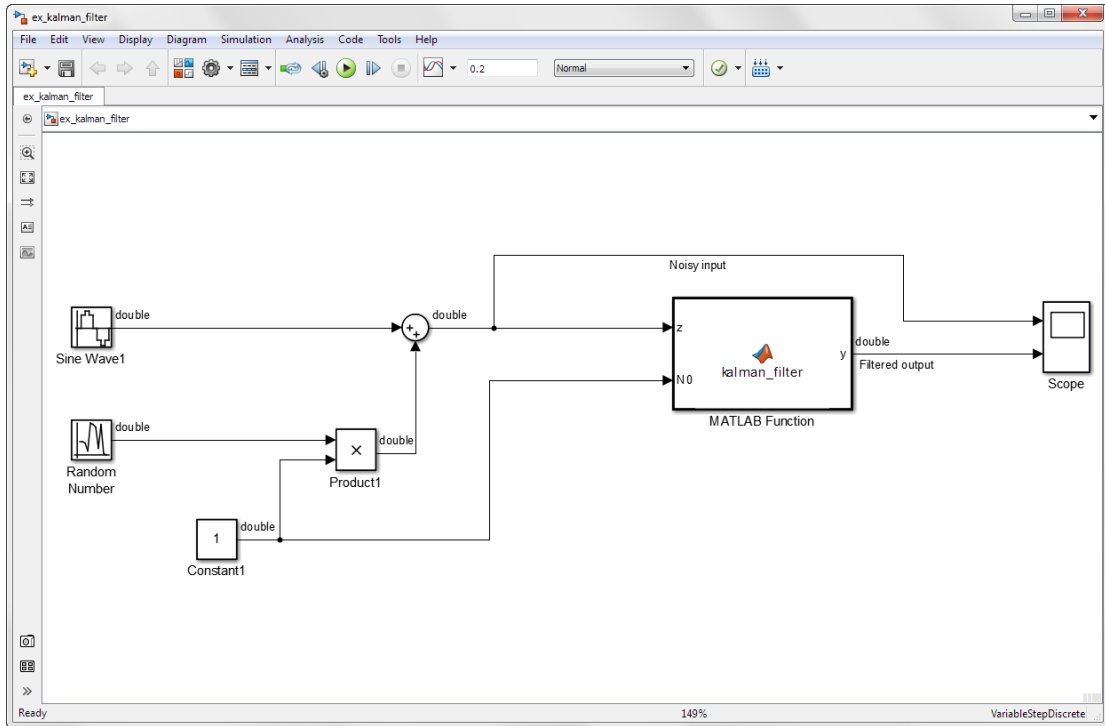 ex_kalman_filter
File Edit View Display Diagram Simulation Analysis Code Tools Help
0.2 Normal
ex_kalman_filter
ex_kalman_filter
Noisy input
double
Sine Wave1
++
double
z
N0
kalman_filter
y
MATLAB Function
double
Filtered output
Scope
double
Random
Number
×
double
Product1
1
double
Constant1
Ready 149% VariableStepDiscrete